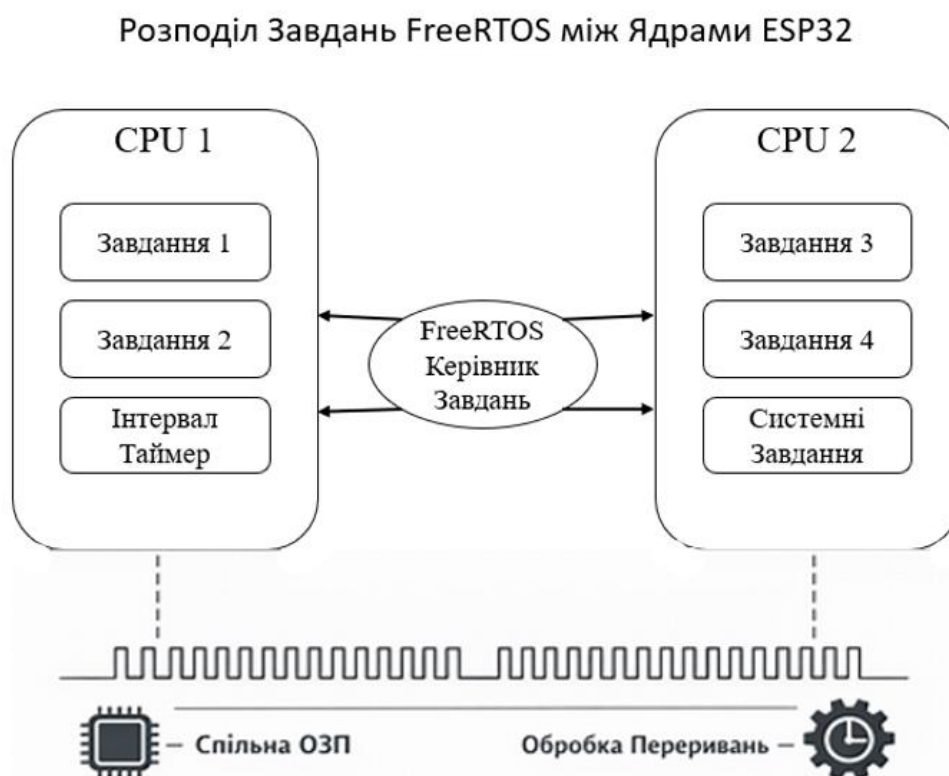 Розподіл Завдань FreeRTOS між Ядрами ESP32
CPU 1
Завдання 1
Завдання 2
Інтервал
Таймер
FreeRTOS
Керівник
Завдань
CPU 2
Завдання 3
Завдання 4
Системні
Завдання
Спільна ОЗП
Обробка Переривань